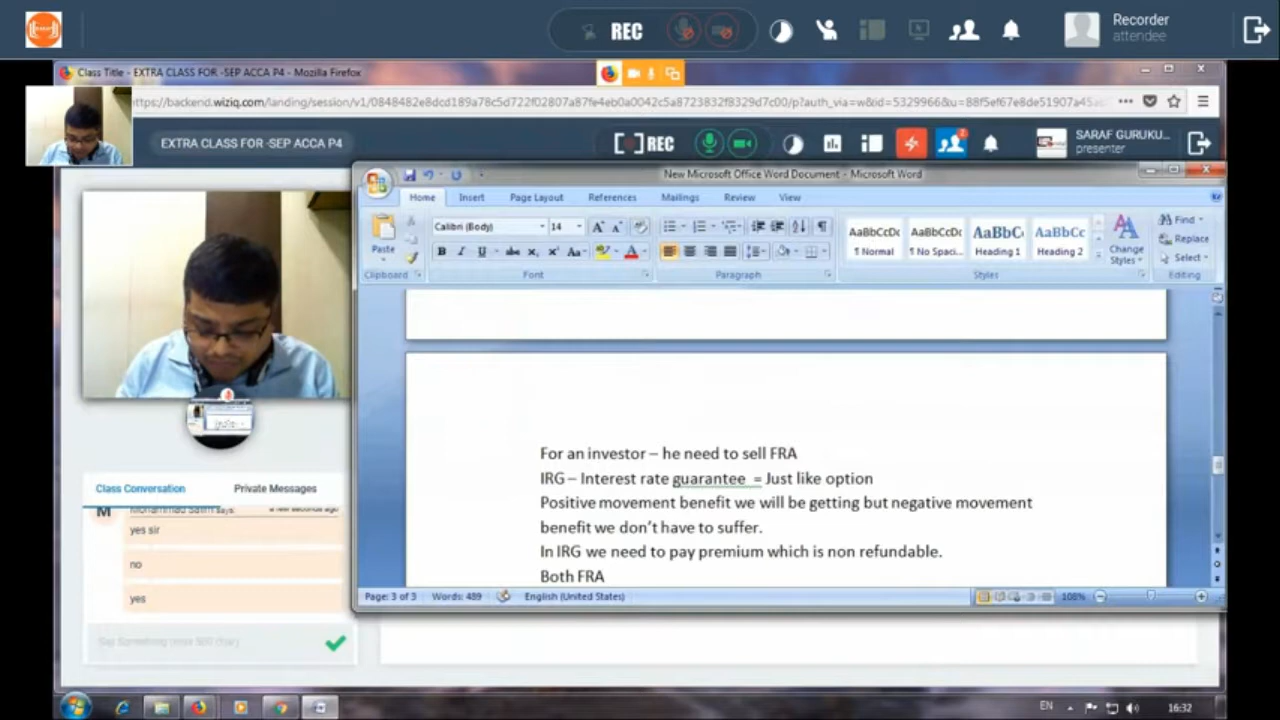 REC
Recorder
attendee
Class Title - EXTRA CLASS FOR -SEP ACCA P4 - Mozilla Firefox
EXTRA CLASS FOR -SEP ACCA P4
REC
SARAF GURUKU...
presenter
New Microsoft Office Word Document - Microsoft Word
Home Insert Page Layout References Mailings Review View
Paste
Calibri (Body) 14
AaBbCcDc AaBbCcDc AaBbC AaBbCc
¶ Normal ¶ No Spaci... Heading 1 Heading 2
Change Styles
Find
Replace
Select
Clipboard Font Paragraph Styles Editing
For an investor – he need to sell FRA
IRG – Interest rate guarantee = Just like option
Positive movement benefit we will be getting but negative movement
benefit we don't have to suffer.
In IRG we need to pay premium which is non refundable.
Both FRA
Page: 3 of 3 Words: 489 English (United States) 108%
Class Conversation Private Messages
M
Mohammad Salim says: a few seconds ago
yes sir
no
yes
EN 16:32